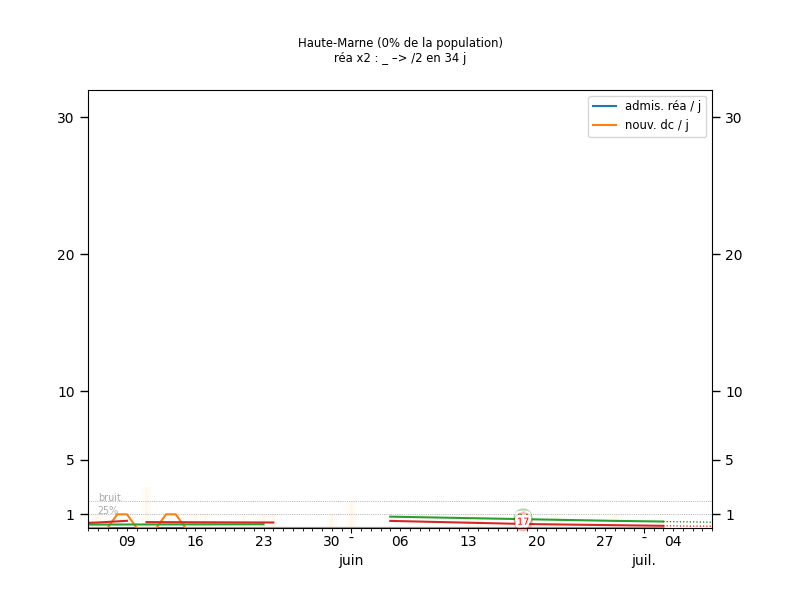 Haute-Marne (0% de la population)
réa x2 : _ –> /2 en 34 j
admis. réa / j
nouv. dc / j
30
30
20
20
10
10
5
5
bruit
25%
1
1
17
09 16 23 30 - 06 13 20 27 - 04
juin juil.